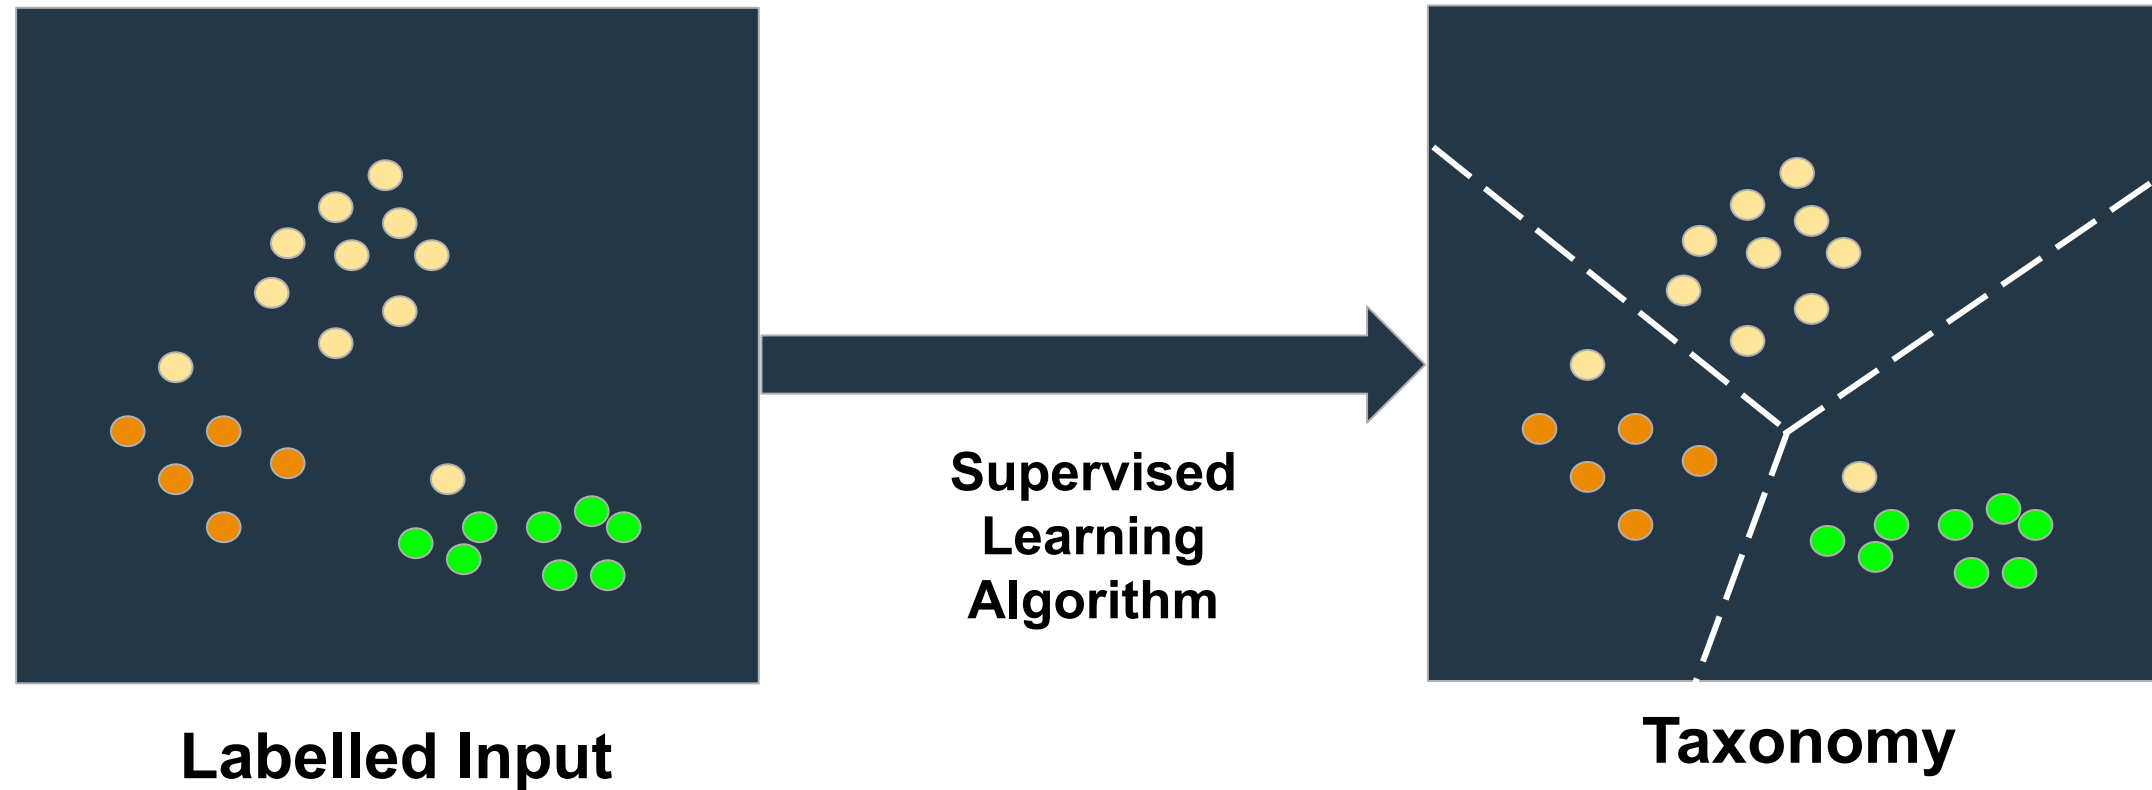 Supervised
Learning
Algorithm
Labelled Input
Taxonomy